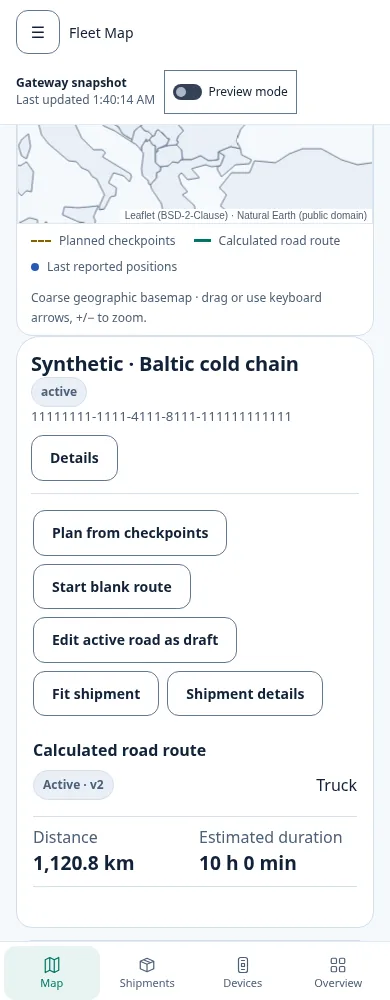 ☰ Fleet Map
Gateway snapshot
Last updated 1:40:14 AM
Preview mode
Leaflet (BSD-2-Clause) · Natural Earth (public domain)
Planned checkpoints
Calculated road route
Last reported positions
Coarse geographic basemap · drag or use keyboard
arrows, +/− to zoom.
Synthetic · Baltic cold chain
active
11111111-1111-4111-8111-111111111111
Details
Plan from checkpoints
Start blank route
Edit active road as draft
Fit shipment
Shipment details
Calculated road route
Active · v2
Truck
Distance
Estimated duration
1,120.8 km
10 h 0 min
Map
Shipments
Devices
Overview